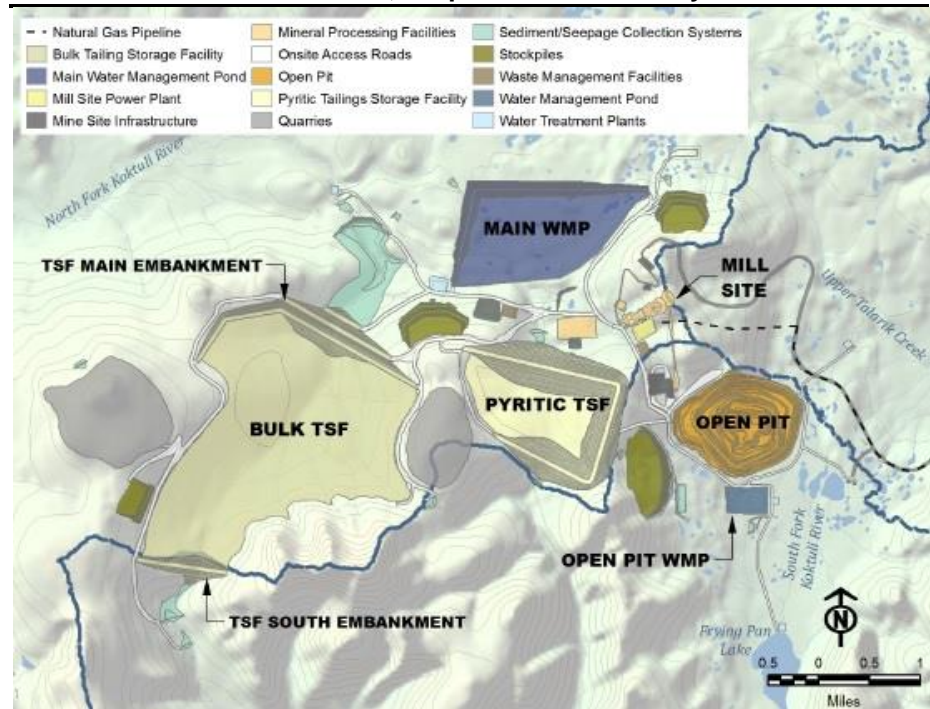 Natural Gas Pipeline
Bulk Tailing Storage Facility
Main Water Management Pond
Mill Site Power Plant
Mine Site Infrastructure
Mineral Processing Facilities
Onsite Access Roads
Open Pit
Pyritic Tailings Storage Facility
Quarries
Sediment/Seepage Collection Systems
Stockpiles
Waste Management Facilities
Water Management Pond
Water Treatment Plants
North Fork Koktuli River
MAIN WMP
TSF MAIN EMBANKMENT
MILL
SITE
Upper Talarik Creek
BULK TSF
PYRITIC TSF
OPEN PIT
OPEN PIT WMP
South Fork
Koktuli River
TSF SOUTH EMBANKMENT
N
Frying Pan
Lake
0.5 0 0.5 1
Miles